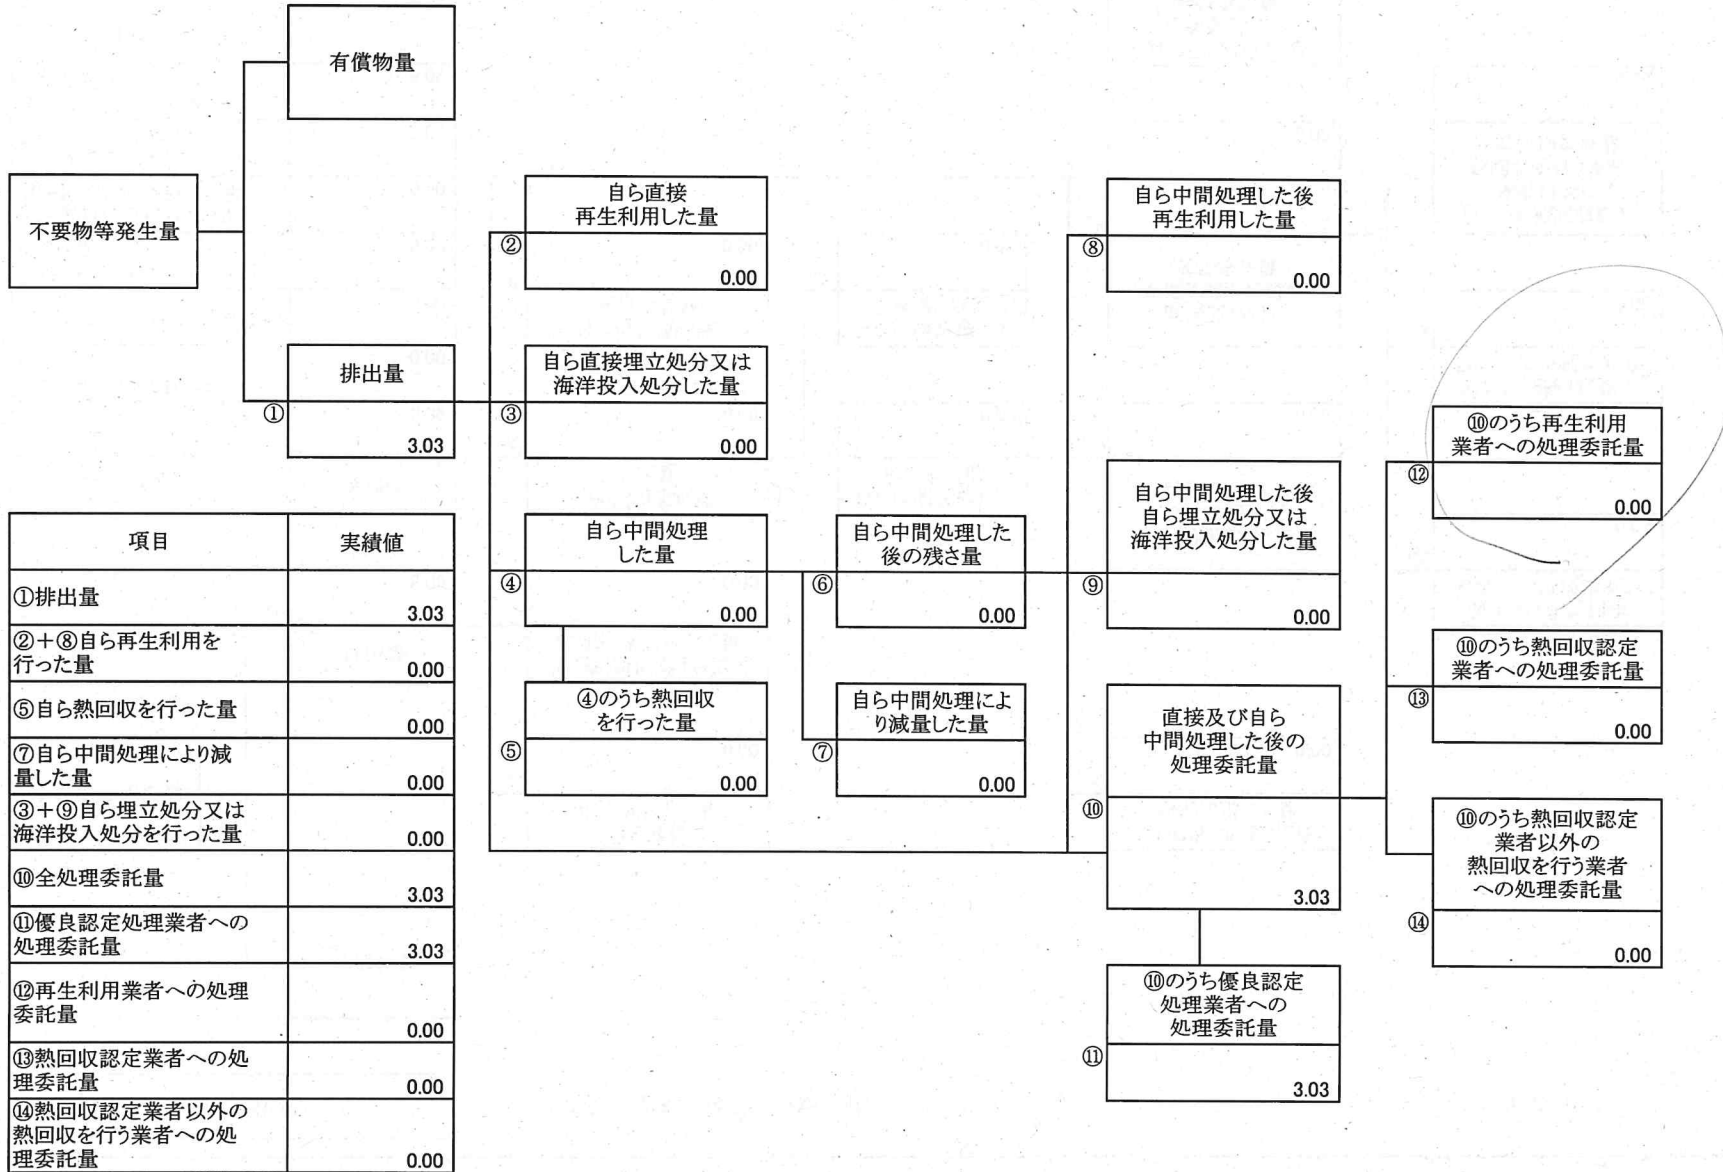 有償物量
不要物等発生量
排出量
①
3.03
自ら直接
再生利用した量
②
0.00
自ら直接埋立処分又は
海洋投入処分した量
③
0.00
自ら中間処理
した量
④
0.00
④のうち熱回収
を行った量
⑤
0.00
自ら中間処理した
後の残さ量
⑥
0.00
自ら中間処理によ
り減量した量
⑦
0.00
自ら中間処理した後
再生利用した量
⑧
0.00
自ら中間処理した後
自ら埋立処分又は
海洋投入処分した量
⑨
0.00
直接及び自ら
中間処理した後の
処理委託量
⑩
3.03
⑩のうち優良認定
処理業者への
処理委託量
⑪
3.03
⑩のうち再生利用
業者への処理委託量
⑫
0.00
⑩のうち熱回収認定
業者への処理委託量
⑬
0.00
⑩のうち熱回収認定
業者以外の
熱回収を行う業者
への処理委託量
⑭
0.00
項目 実績値
①排出量
3.03
②+⑧自ら再生利用を
行った量
0.00
⑤自ら熱回収を行った量
0.00
⑦自ら中間処理により減
量した量
0.00
③+⑨自ら埋立処分又は
海洋投入処分を行った量
0.00
⑩全処理委託量
3.03
⑪優良認定処理業者への
処理委託量
3.03
⑫再生利用業者への処理
委託量
0.00
⑬熱回収認定業者への処
理委託量
0.00
⑭熱回収認定業者以外の
熱回収を行う業者への処
理委託量
0.00